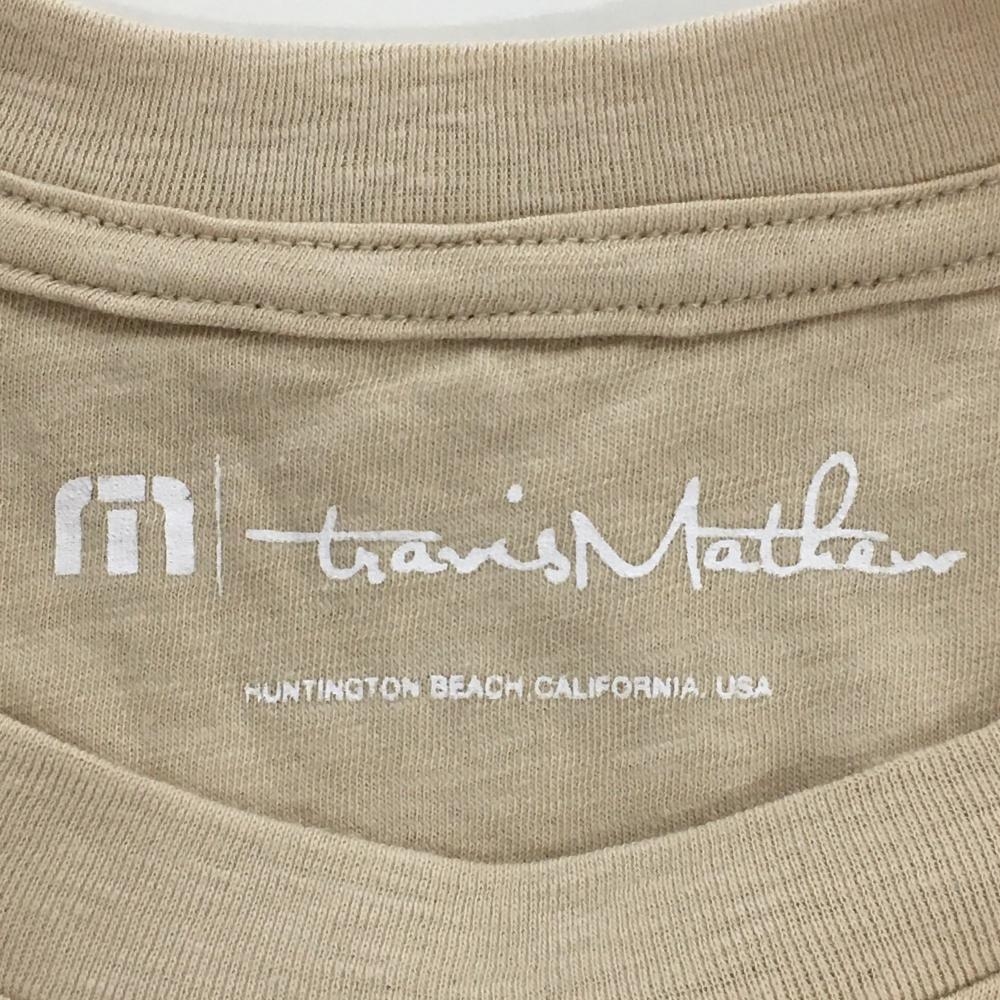 travisMathew
HUNTINGTON BEACH, CALIFORNIA, USA